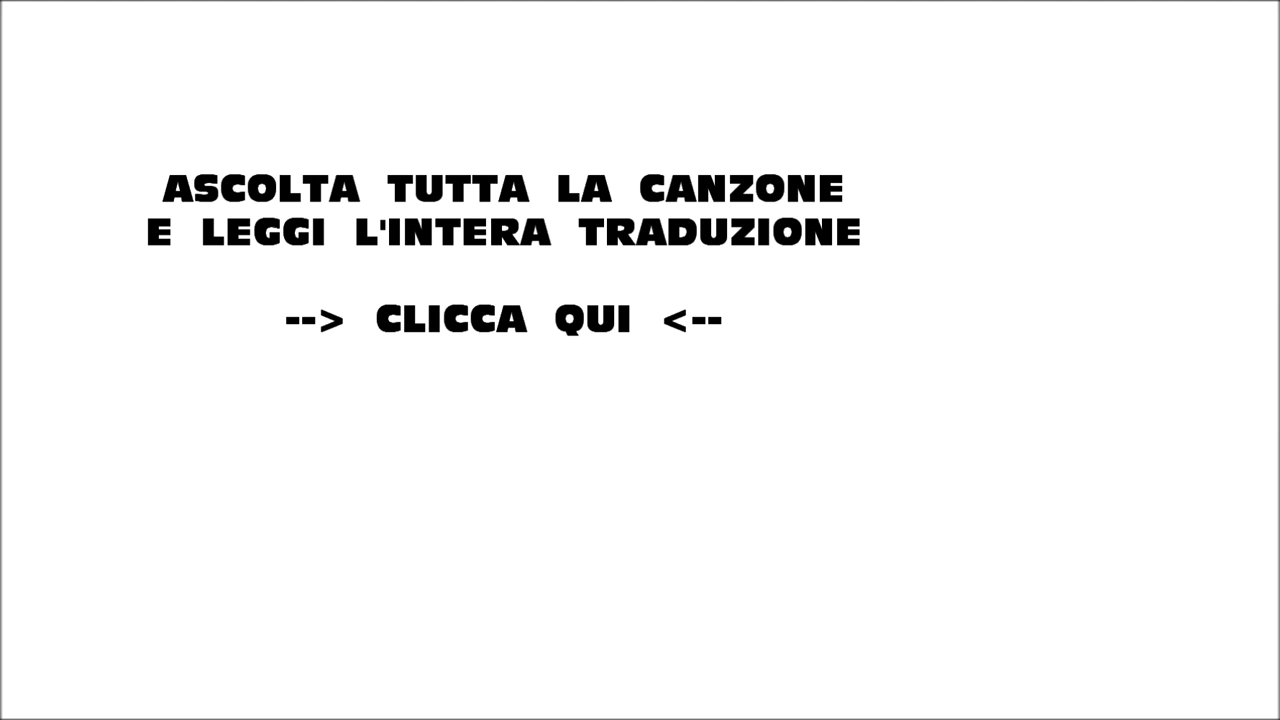 ASCOLTA TUTTA LA CANZONE
E LEGGI L'INTERA TRADUZIONE
--> CLICCA QUI <--